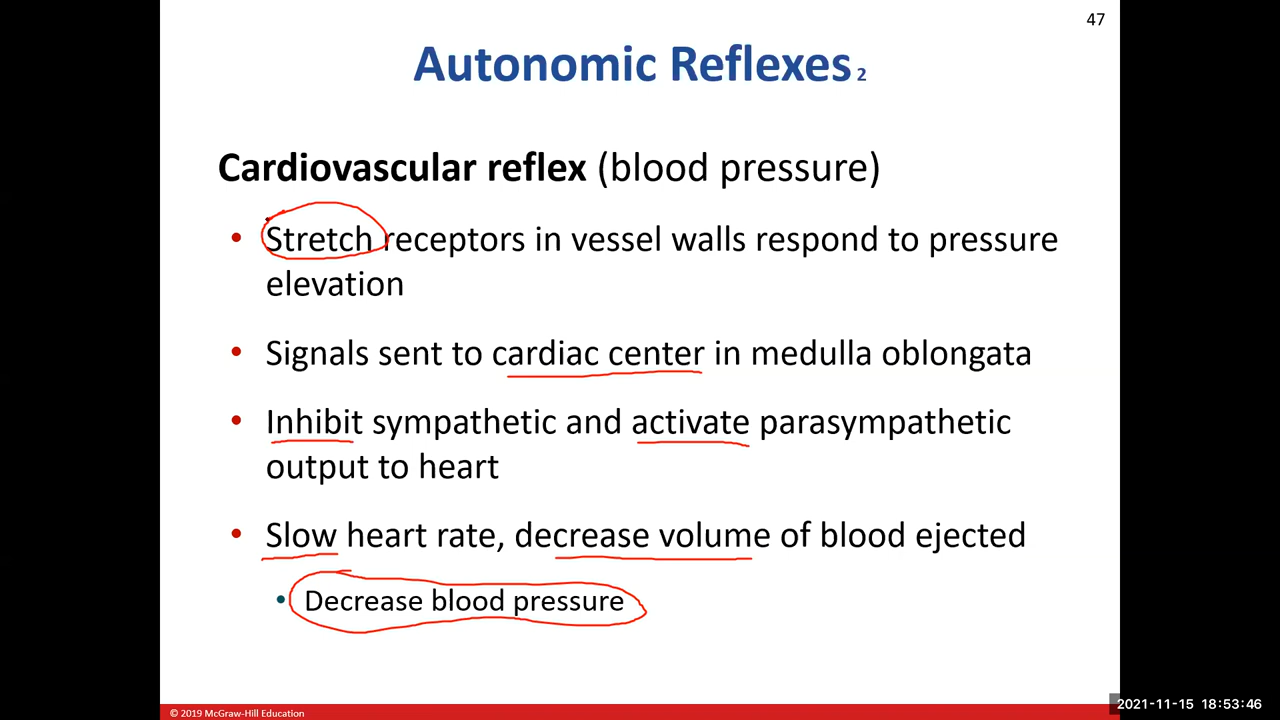 47
Autonomic Reflexes 2
Cardiovascular reflex (blood pressure)
• Stretch receptors in vessel walls respond to pressure
elevation
• Signals sent to cardiac center in medulla oblongata
• Inhibit sympathetic and activate parasympathetic
output to heart
• Slow heart rate, decrease volume of blood ejected
• Decrease blood pressure
© 2019 McGraw-Hill Education
2021-11-15 18:53:46